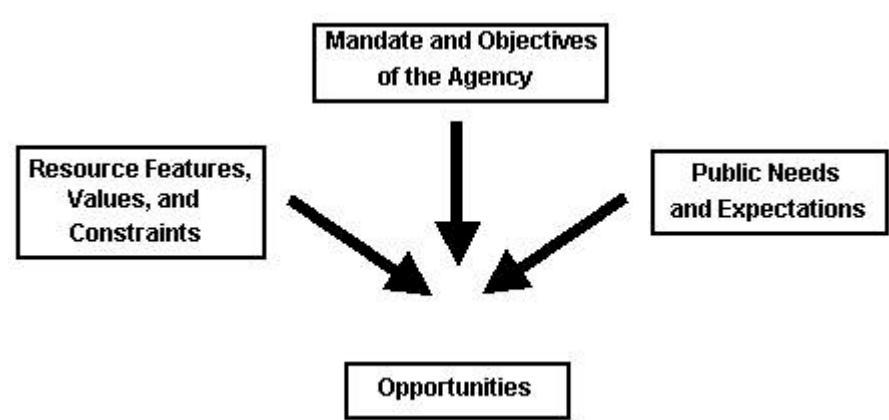 Mandate and Objectives
of the Agency
Resource Features,
Values, and
Constraints
Public Needs
and Expectations
Opportunities